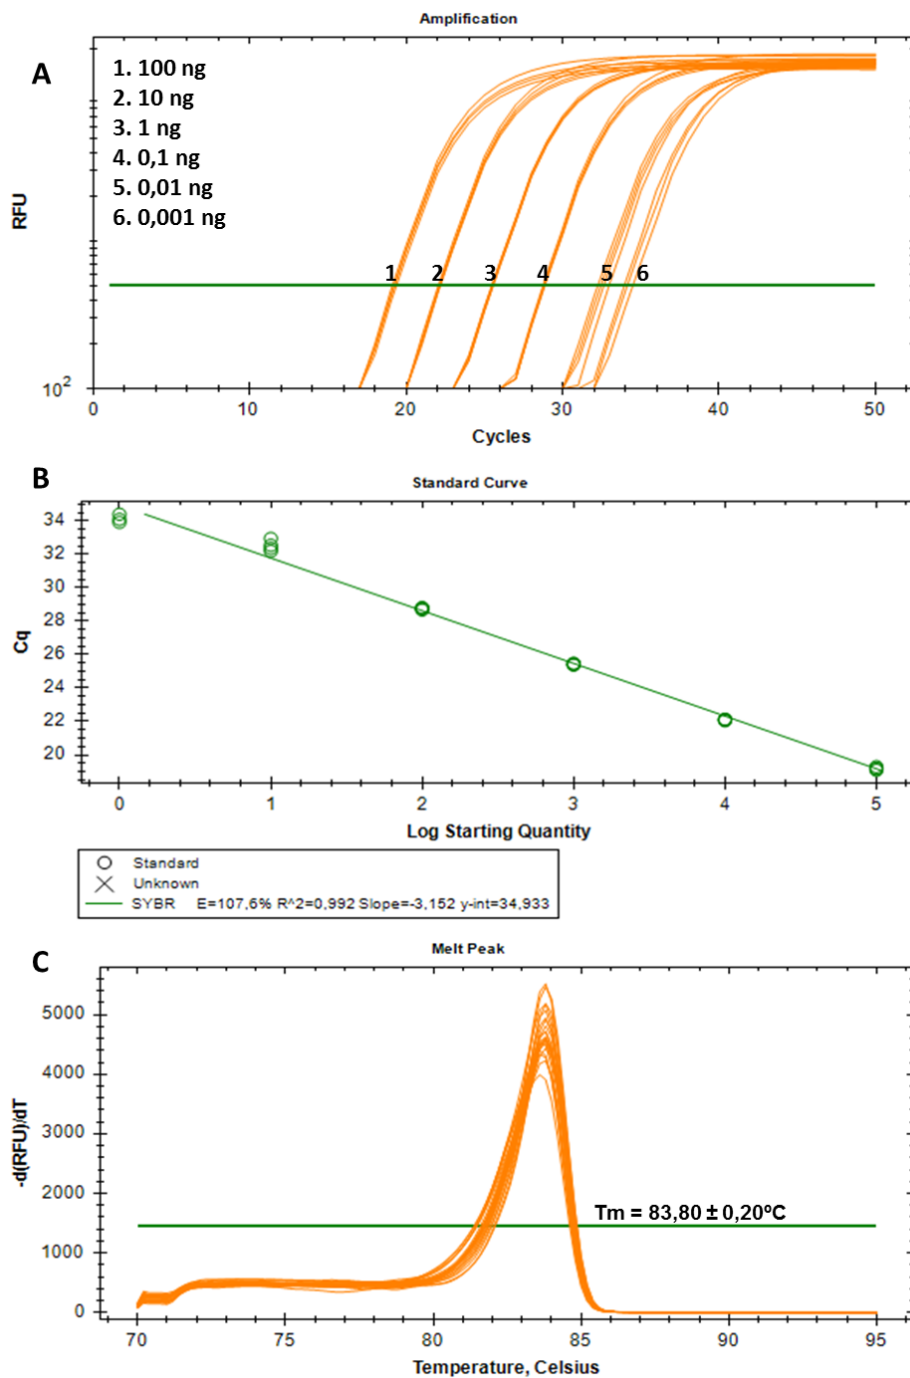 Amplification
A
1. 100 ng
2. 10 ng
3. 1 ng
4. 0,1 ng
5. 0,01 ng
6. 0,001 ng
RFU
1 2 3 4 5 6
10²
0 10 20 30 40 50
Cycles
B
Standard Curve
34
32
30
28
26
24
22
20
Cq
0 1 2 3 4 5
Log Starting Quantity
Standard
Unknown
SYBR E=107,6% R^2=0,992 Slope=-3,152 y-int=34,933
C
Melt Peak
5000
4000
3000
2000
1000
0
-d(RFU)/dT
Tm = 83,80 ± 0,20ºC
70 75 80 85 90 95
Temperature, Celsius